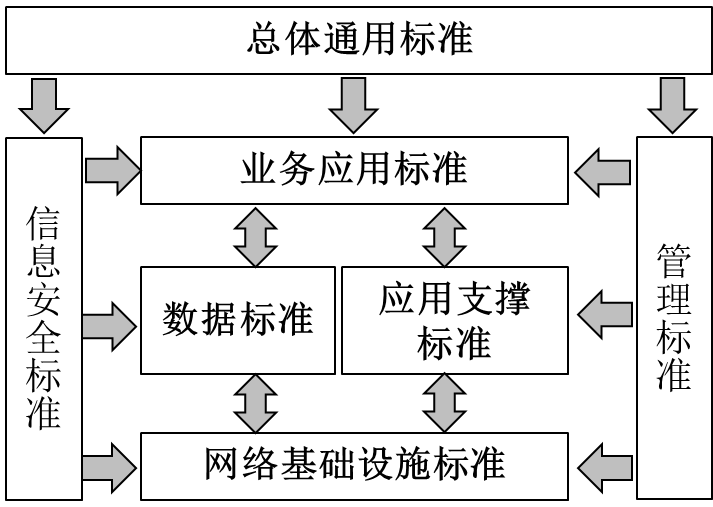 总体通用标准
业务应用标准
信息安全标准
数据标准
应用支撑
标准
管理标准
网络基础设施标准